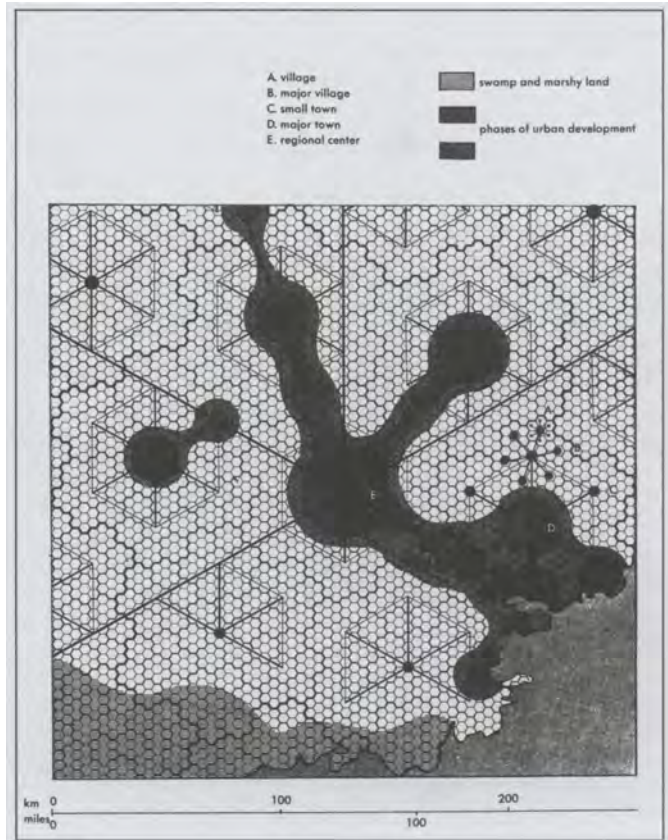 A. village
B. major village
C. small town
D. major town
E. regional center
swamp and marshy land
phases of urban development
A
B
C
E
D
km 0 100 200
miles 0 100